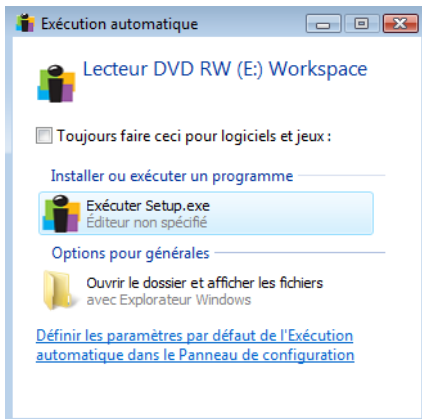 Exécution automatique
Lecteur DVD RW (E:) Workspace
Toujours faire ceci pour logiciels et jeux :
Installer ou exécuter un programme
Exécuter Setup.exe
Éditeur non spécifié
Options pour générales
Ouvrir le dossier et afficher les fichiers
avec Explorateur Windows
Définir les paramètres par défaut de l'Exécution
automatique dans le Panneau de configuration